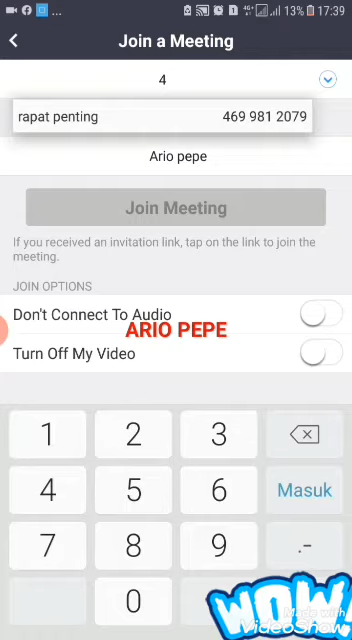 4G+ 1 13% 17:39
Join a Meeting
4
rapat penting 469 981 2079
Ario pepe
Join Meeting
If you received an invitation link, tap on the link to join the
meeting.
JOIN OPTIONS
Don't Connect To Audio
ARIO PEPE
Turn Off My Video
1 2 3
4 5 6 Masuk
7 8 9 .-
0
WOW!
Made with
VideoShow